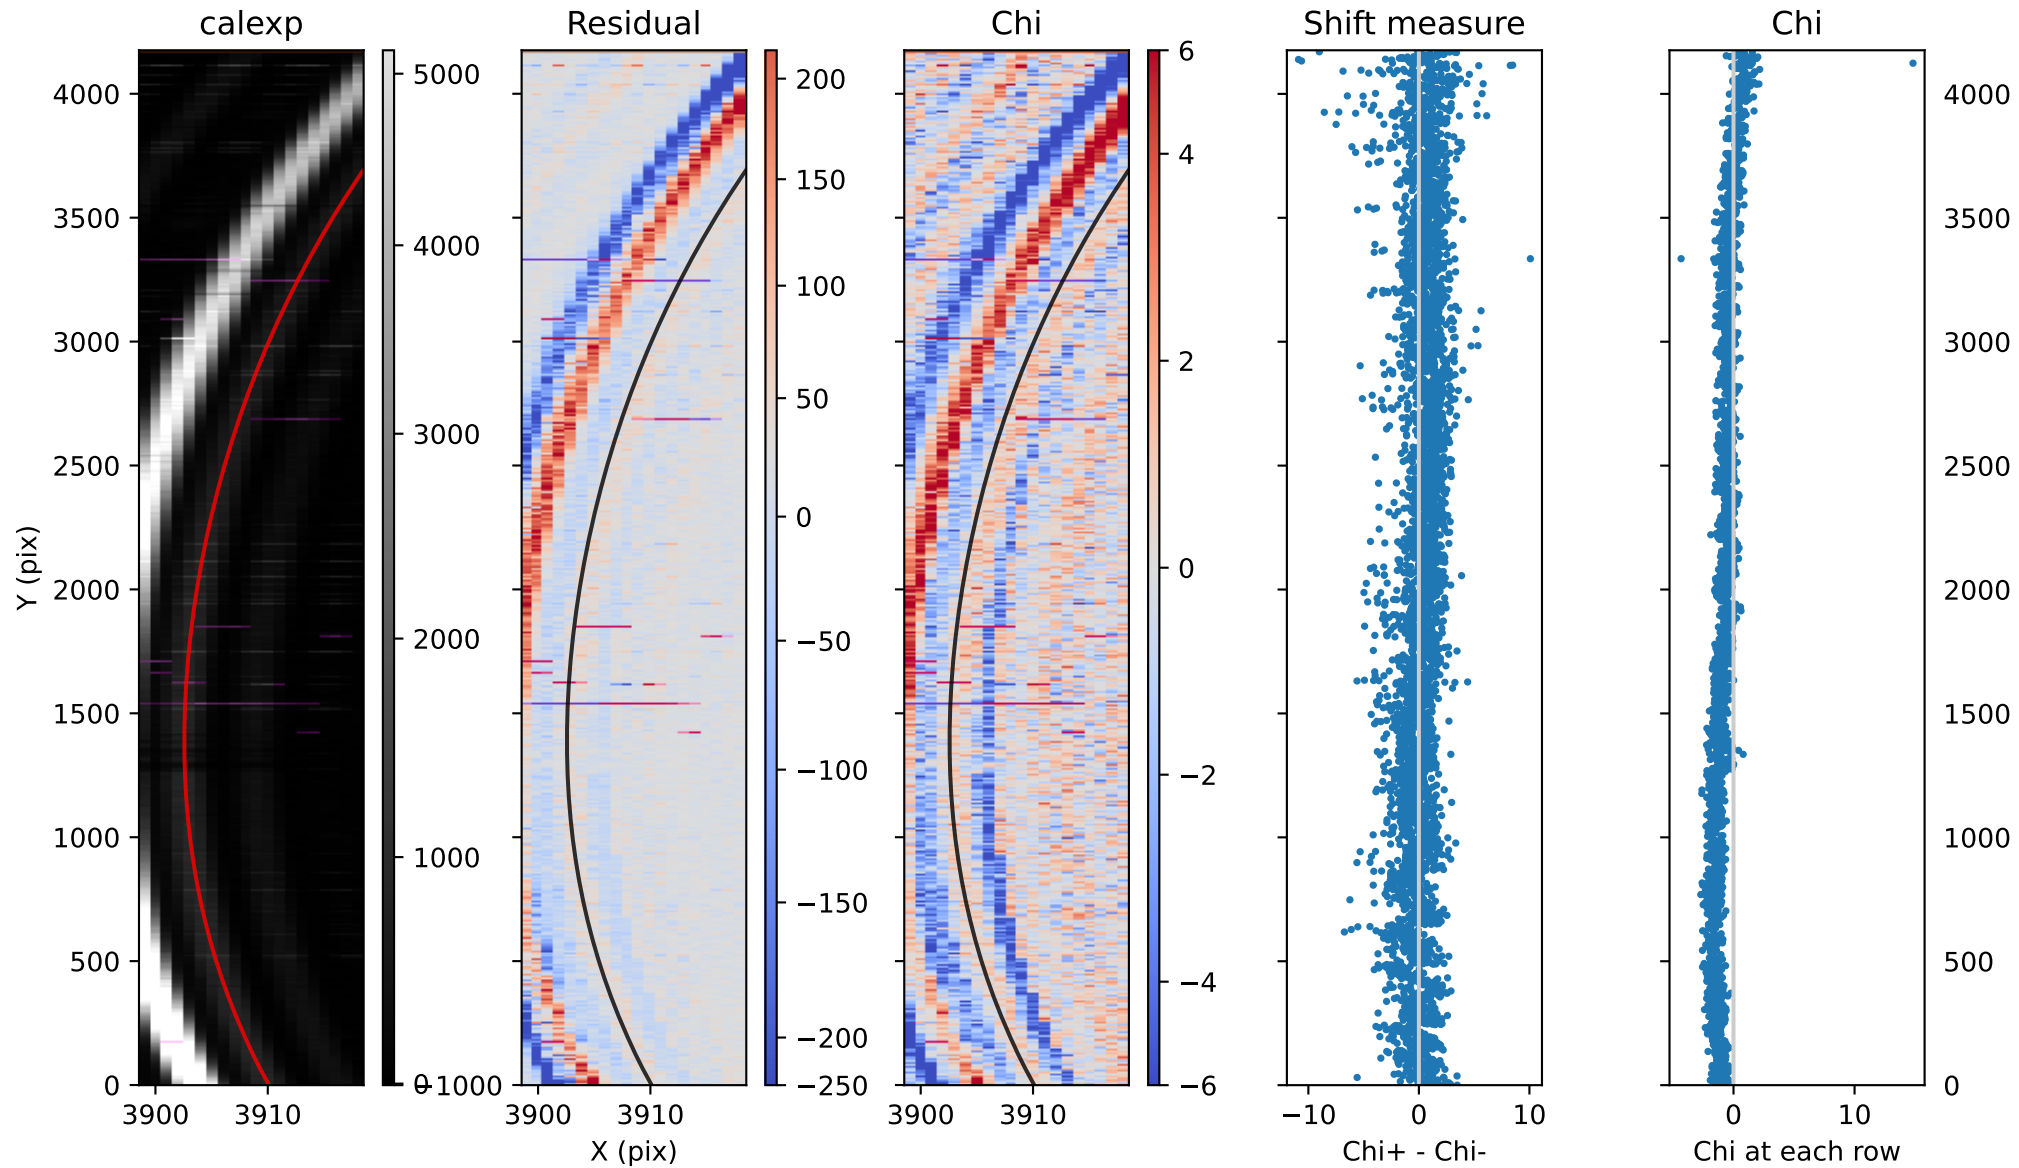 calexp Residual Chi Shift measure Chi
5000 200 6 4000
4000 150 4 3500
3500 4000 100 3000
3000 50 2 2500
2500 3000 0 0 2000
2000 2000 −50 1500
1500 −100 −2 1000
1000 1000 −150 −4 500
500 −200
0 0 −1000 −250 −6 0
3900 3910 3900 3910 3900 3910 −10 0 10 0 10
Y (pix)
X (pix) Chi+ - Chi- Chi at each row